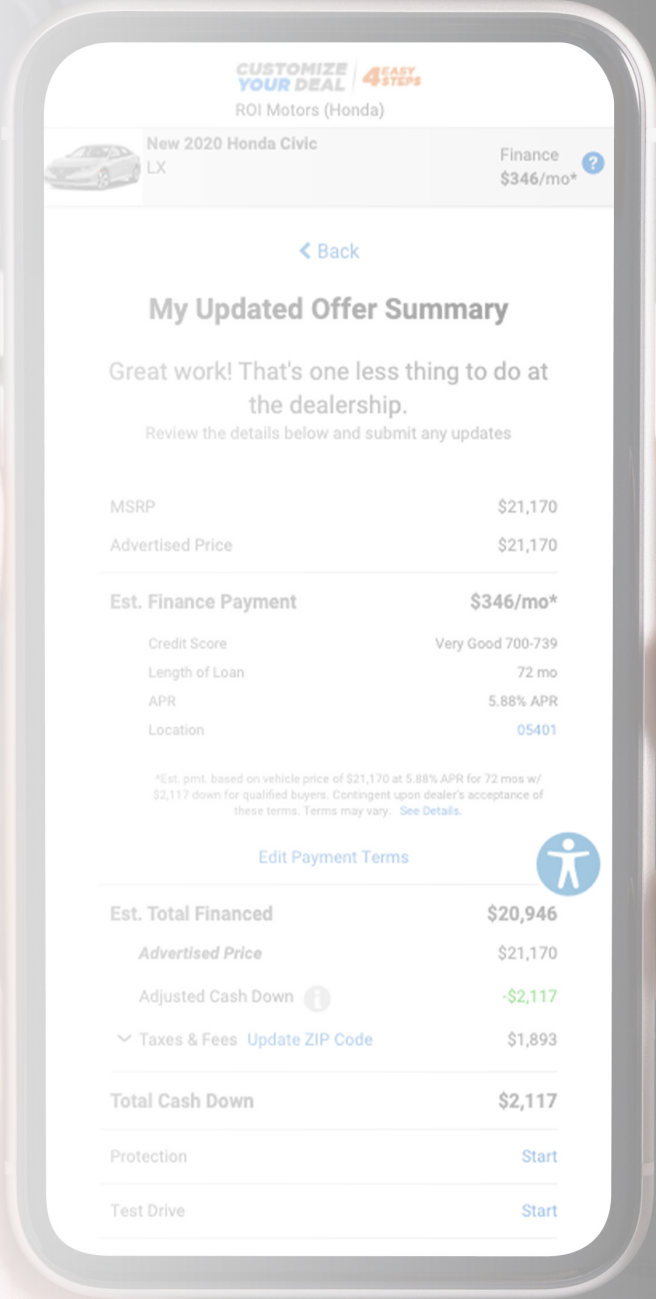 CUSTOMIZE
YOUR DEAL
4 EASY
STEPS
ROI Motors (Honda)
New 2020 Honda Civic
LX
Finance
$346/mo*
?
Back
My Updated Offer Summary
Great work! That's one less thing to do at
the dealership.
Review the details below and submit any updates
MSRP $21,170
Advertised Price $21,170
Est. Finance Payment $346/mo*
Credit Score Very Good 700-739
Length of Loan 72 mo
APR 5.88% APR
Location 05401
*Est. pmt. based on vehicle price of $21,170 at 5.88% APR for 72 mos w/
$2,117 down for qualified buyers. Contingent upon dealer's acceptance of
these terms. Terms may vary. See Details.
Edit Payment Terms
Est. Total Financed $20,946
Advertised Price $21,170
Adjusted Cash Down i -$2,117
Taxes & Fees Update ZIP Code $1,893
Total Cash Down $2,117
Protection Start
Test Drive Start